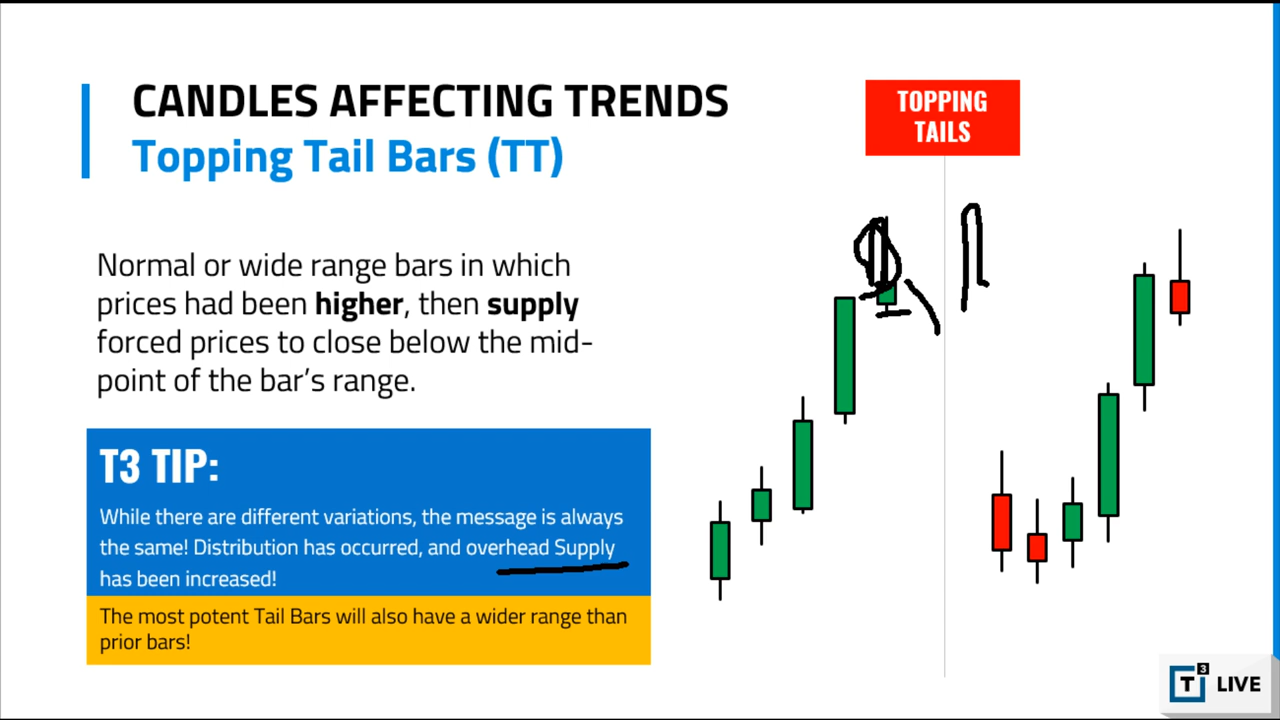 CANDLES AFFECTING TRENDS
Topping Tail Bars (TT)
TOPPING
TAILS
Normal or wide range bars in which
prices had been higher, then supply
forced prices to close below the mid-
point of the bar's range.
T3 TIP:
While there are different variations, the message is always
the same! Distribution has occurred, and overhead Supply
has been increased!
The most potent Tail Bars will also have a wider range than
prior bars!
T3 LIVE